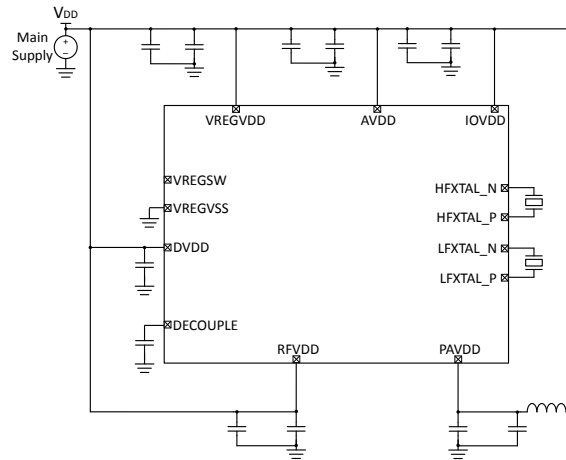 VDD
Main
Supply
+
−
VREGVDD
AVDD
IOVDD
VREGSW
HFXTAL_N
VREGVSS
HFXTAL_P
DVDD
LFXTAL_N
LFXTAL_P
DECOUPLE
RFVDD
PAVDD